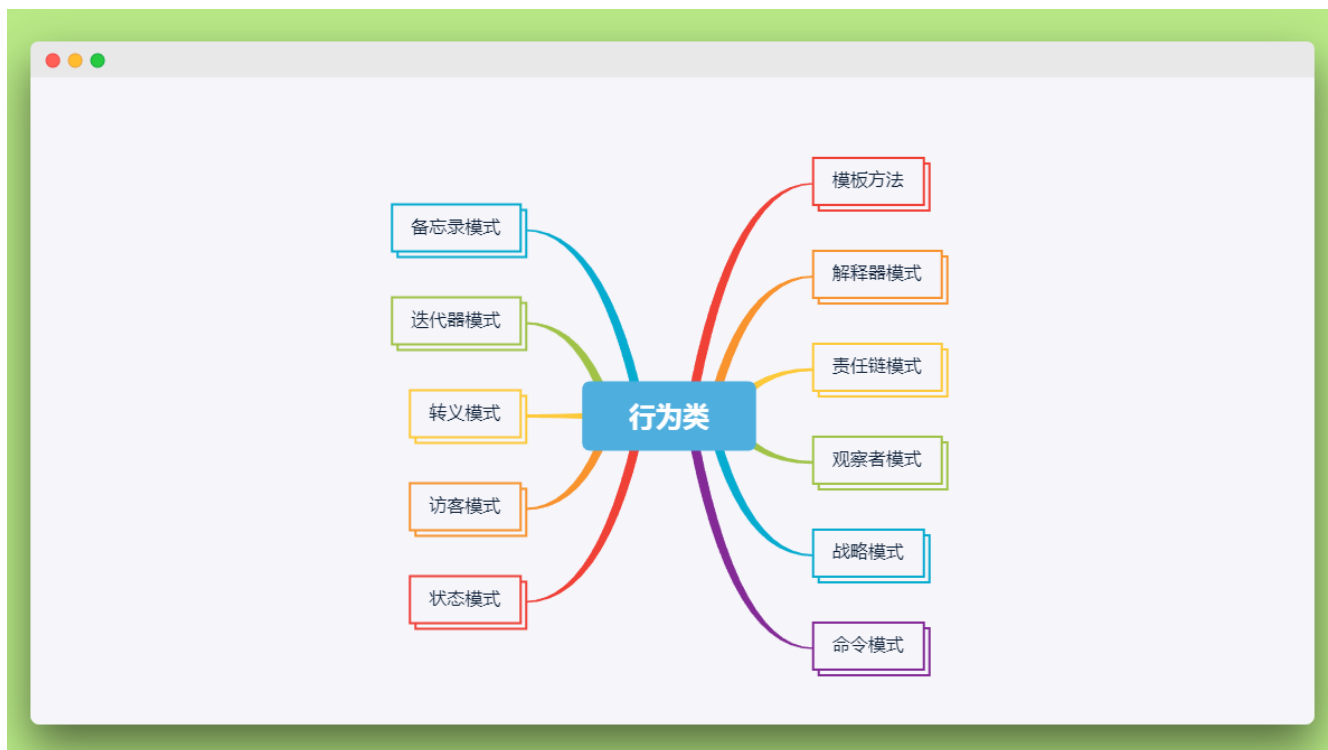 模板方法
备忘录模式
解释器模式
迭代器模式
责任链模式
转义模式
行为类
观察者模式
访客模式
战略模式
状态模式
命令模式